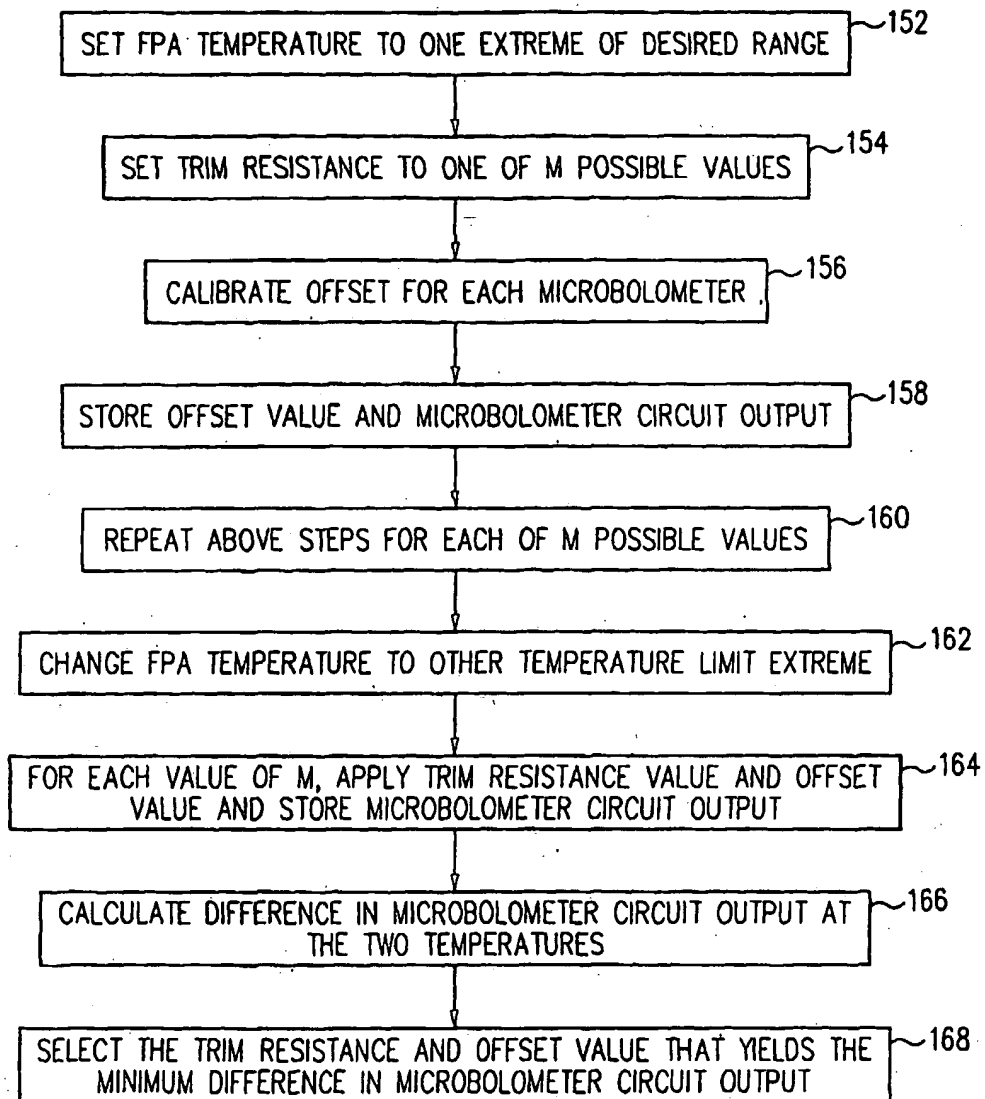 SET FPA TEMPERATURE TO ONE EXTREME OF DESIRED RANGE
152
SET TRIM RESISTANCE TO ONE OF M POSSIBLE VALUES
154
CALIBRATE OFFSET FOR EACH MICROBOLOMETER
156
STORE OFFSET VALUE AND MICROBOLOMETER CIRCUIT OUTPUT
158
REPEAT ABOVE STEPS FOR EACH OF M POSSIBLE VALUES
160
CHANGE FPA TEMPERATURE TO OTHER TEMPERATURE LIMIT EXTREME
162
FOR EACH VALUE OF M, APPLY TRIM RESISTANCE VALUE AND OFFSET
VALUE AND STORE MICROBOLOMETER CIRCUIT OUTPUT
164
CALCULATE DIFFERENCE IN MICROBOLOMETER CIRCUIT OUTPUT AT
THE TWO TEMPERATURES
166
SELECT THE TRIM RESISTANCE AND OFFSET VALUE THAT YIELDS THE
MINIMUM DIFFERENCE IN MICROBOLOMETER CIRCUIT OUTPUT
168